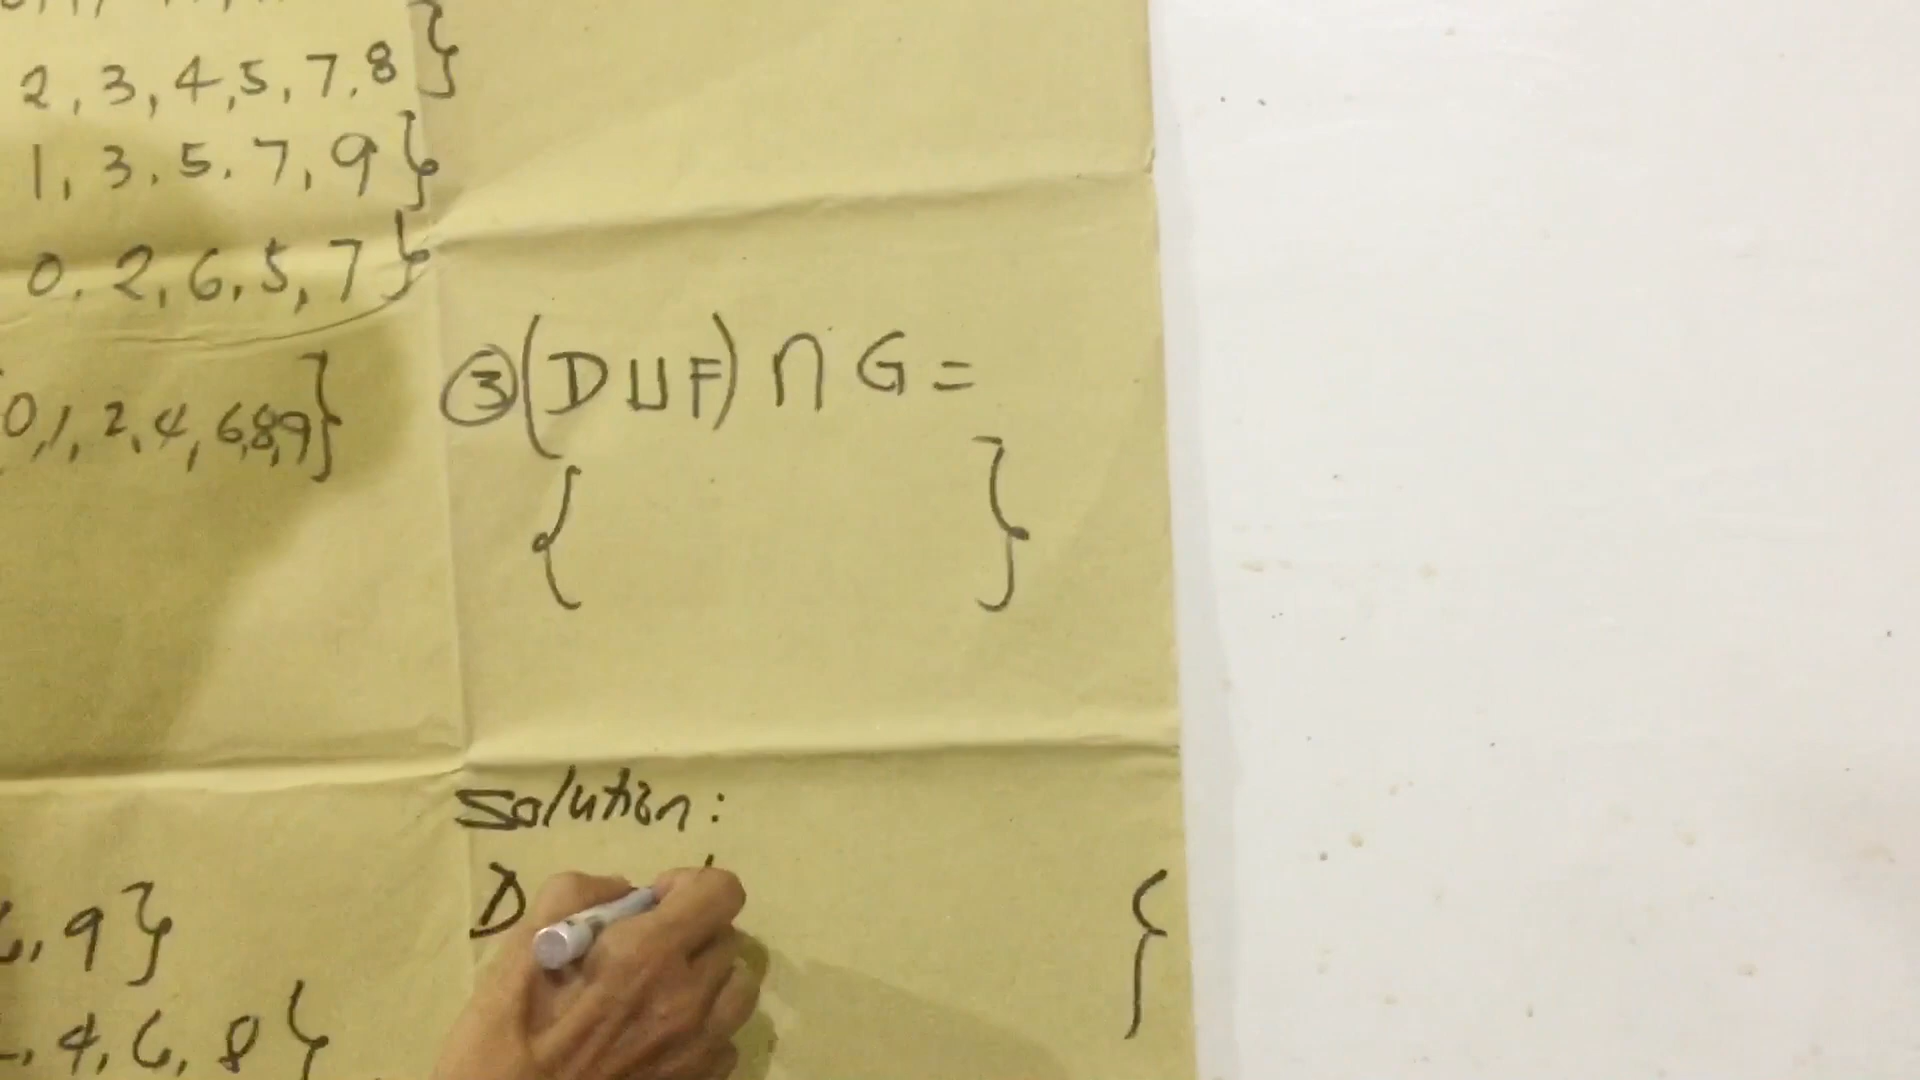 2, 3, 4, 5, 7, 8 }
1, 3, 5, 7, 9 }
0, 2, 6, 5, 7 }
0, 1, 2, 4, 6, 8, 9 }
③ (D ⊔ F) ∩ G =
{ }
Solution:
D {
, 9 }
, 4, 6, 8 }